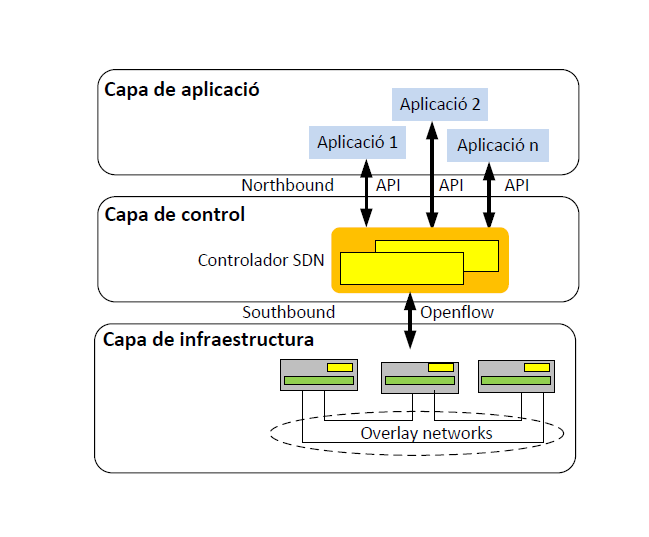 Capa de aplicació
Aplicació 2
Aplicació 1
Aplicació n
Northbound API API API
Capa de control
Controlador SDN
Southbound Openflow
Capa de infraestructura
Overlay networks